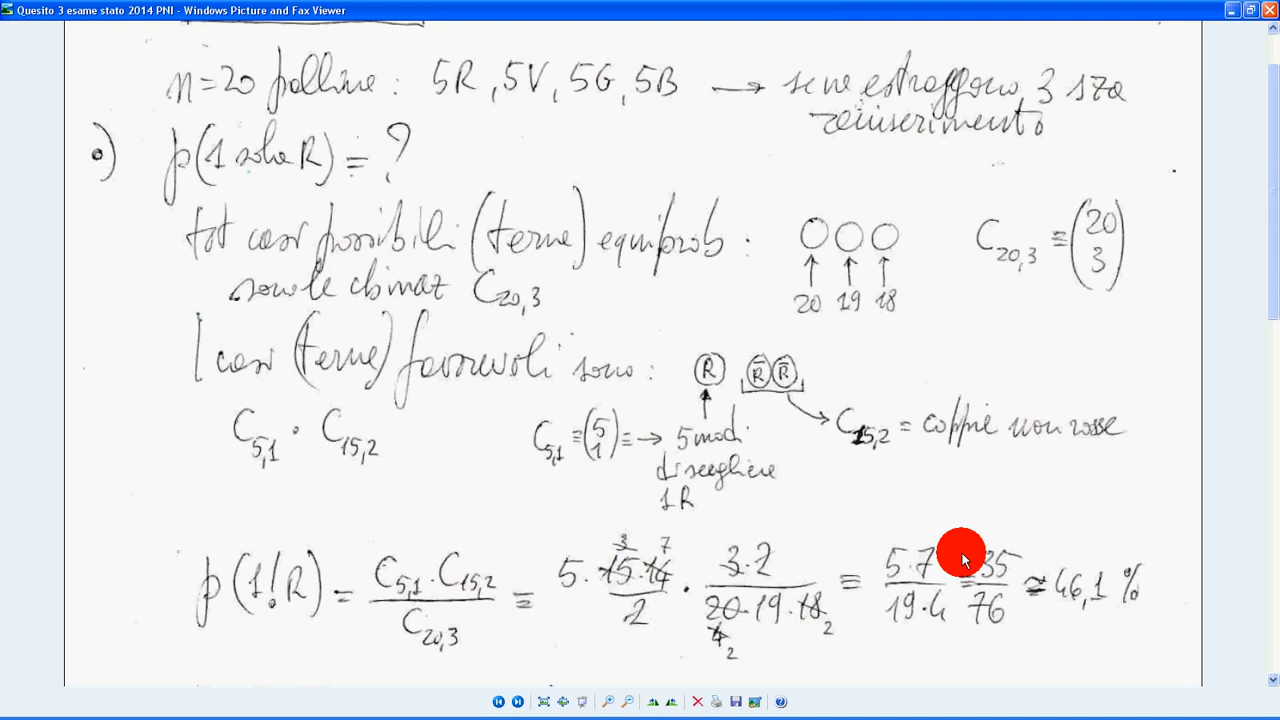 Quesito 3 esame stato 2014 PNI - Windows Picture and Fax Viewer
n=20 palline: 5R, 5V, 5G, 5B → se ne estraggono 3 sza
reinserimento
•) p(1 sola R) = ?
tot casi possibili (terne) equiprob :
20 19 18
C20,3 = (20 3)
sono le cbinaz C20,3
I casi (terne) favorevoli sono : R R̅ R̅
C5,1 · C15,2
C5,1 = (5 1) = → 5 modi
di scegliere
1 R
C15,2 = coppie non rosse
p(1!R) = C5,1 · C15,2 / C20,3 = 5 · 15·14 / 2 · 3·2 / 20·19·18 = 5·7 / 19·4 = 35 / 76 ≃ 46,1 %